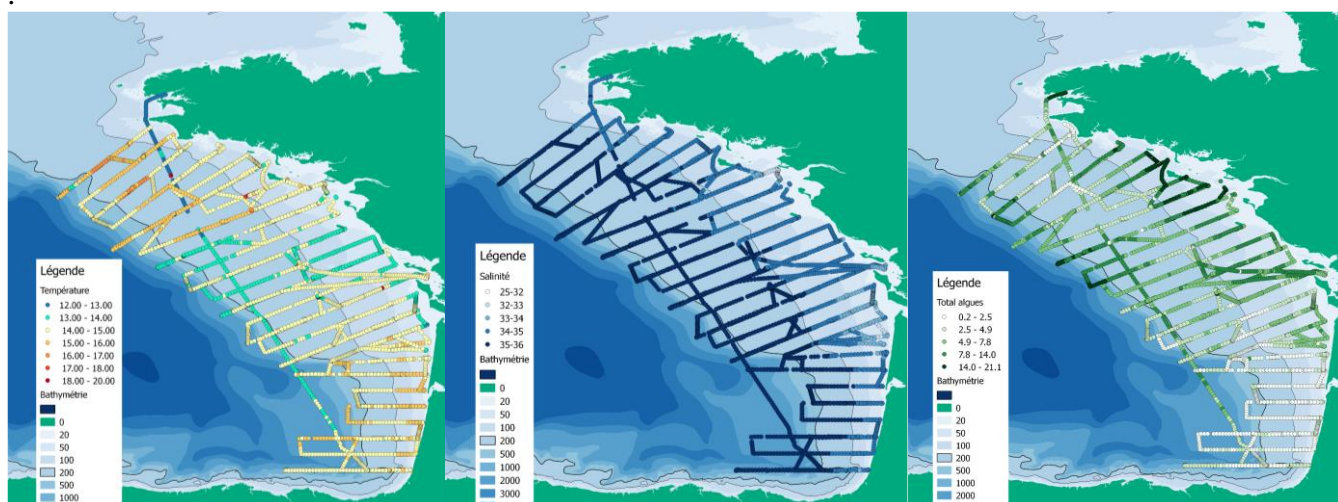 :
Légende
Température
12.00 - 13.00
13.00 - 14.00
14.00 - 15.00
15.00 - 16.00
16.00 - 17.00
17.00 - 18.00
18.00 - 20.00
Bathymétrie
0
20
50
100
200
500
1000
Légende
Salinité
25-32
32-33
33-34
34-35
35-36
Bathymétrie
0
20
50
100
200
500
1000
2000
3000
Légende
Total algues
0.2 - 2.5
2.5 - 4.9
4.9 - 7.8
7.8 - 14.0
14.0 - 21.1
Bathymétrie
0
20
50
100
200
500
1000
2000